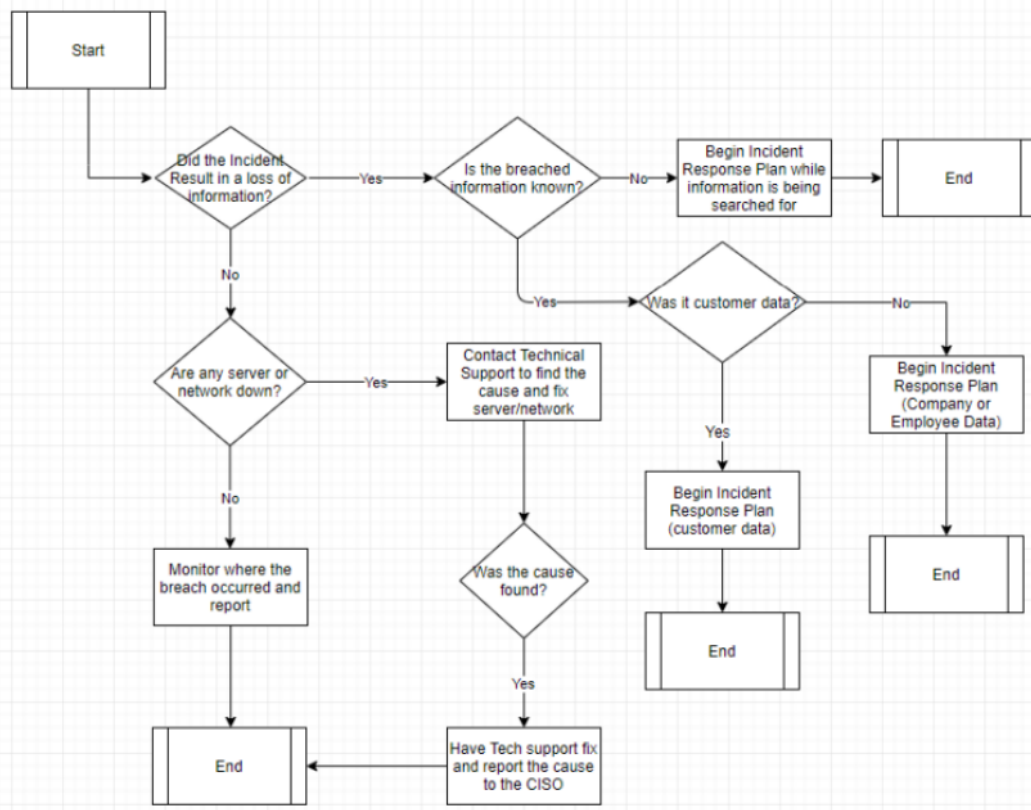 Start
Did the Incident
Result in a loss of
information?
Yes
Is the breached
information known?
No
Begin Incident
Response Plan while
information is being
searched for
End
No
Yes
Was it customer data?
No
Are any server or
network down?
Yes
Contact Technical
Support to find the
cause and fix
server/network
Begin Incident
Response Plan
(Company or
Employee Data)
Yes
No
Begin Incident
Response Plan
(customer data)
Monitor where the
breach occurred and
report
Was the cause
found?
End
End
Yes
End
Have Tech support fix
and report the cause
to the CISO